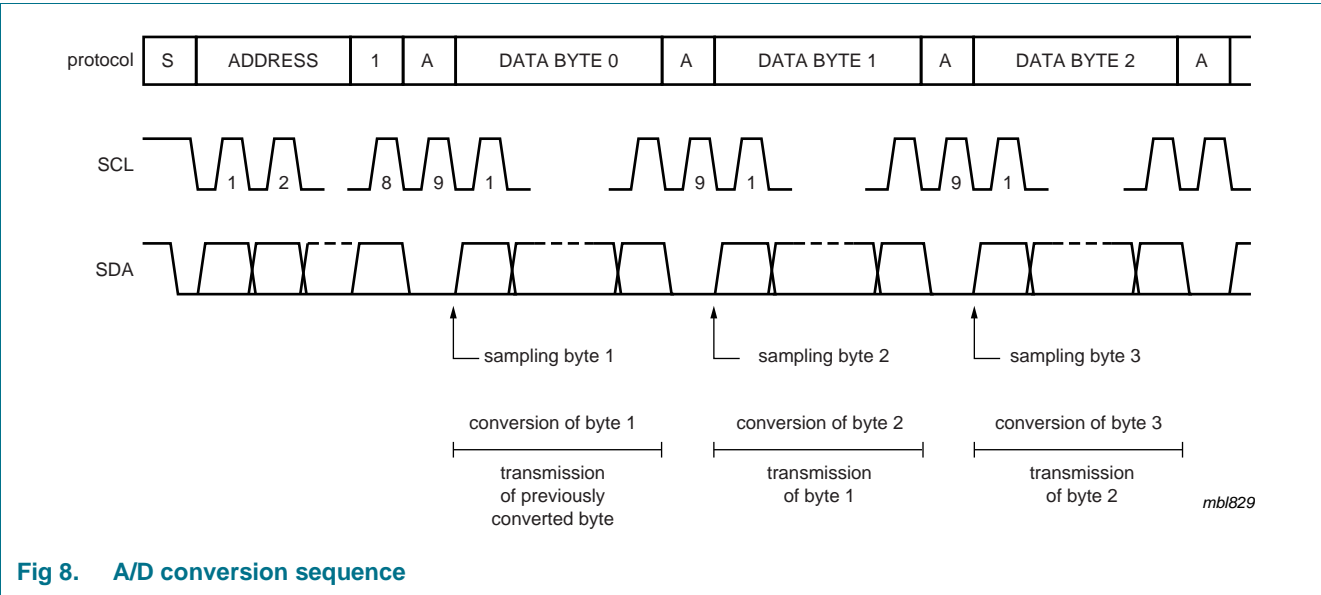 protocol S ADDRESS 1 A DATA BYTE 0 A DATA BYTE 1 A DATA BYTE 2 A
SCL 1 2 8 9 1 9 1 9 1
SDA
sampling byte 1 sampling byte 2 sampling byte 3
conversion of byte 1 conversion of byte 2 conversion of byte 3
transmission transmission transmission
of previously of byte 1 of byte 2
converted byte
mbl829
Fig 8. A/D conversion sequence